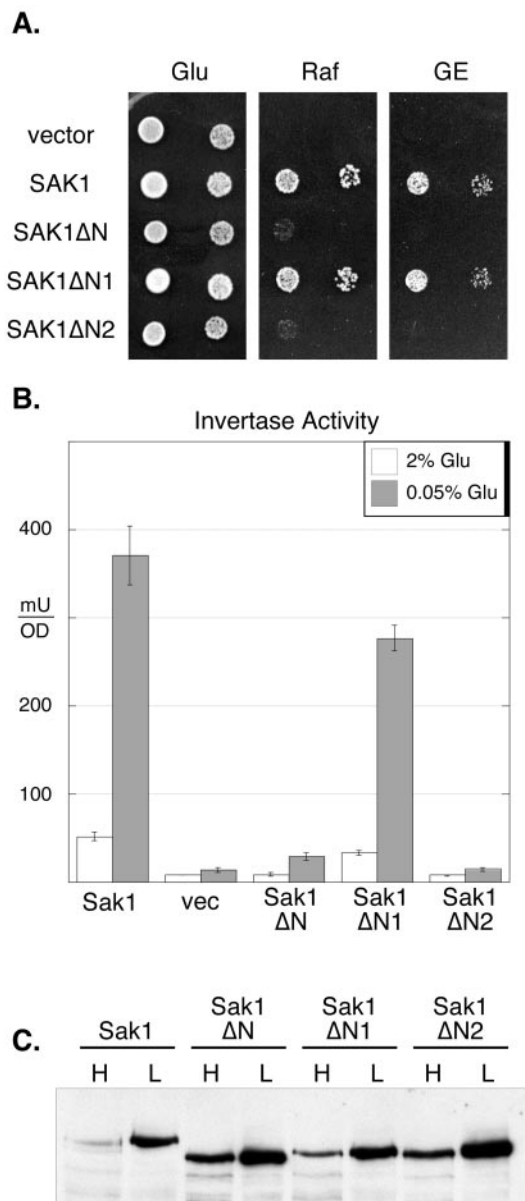 A.
Glu Raf GE
vector
SAK1
SAK1ΔN
SAK1ΔN1
SAK1ΔN2
B.
Invertase Activity
2% Glu
0.05% Glu
400
mU
OD
200
100
Sak1 vec Sak1 ΔN Sak1 ΔN1 Sak1 ΔN2
C.
Sak1 Sak1 ΔN Sak1 ΔN1 Sak1 ΔN2
H L H L H L H L